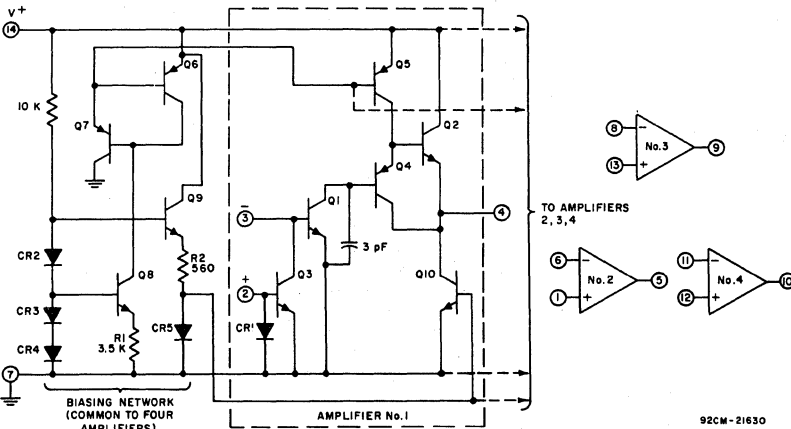 V+
14
Q6
Q5
10 K
Q7
Q2
Q4
8
−
No.3
9
13
+
Q9
Q1
−
3
4
TO AMPLIFIERS
2, 3, 4
3 pF
CR2
R2
560
Q8
Q3
Q10
+
2
6
−
No.2
5
1
+
11
−
No.4
10
12
+
CR3
R1
3.5 K
CR5
CR1
CR4
7
BIASING NETWORK
(COMMON TO FOUR
AMPLIFIERS)
AMPLIFIER No.1
92CM-21630